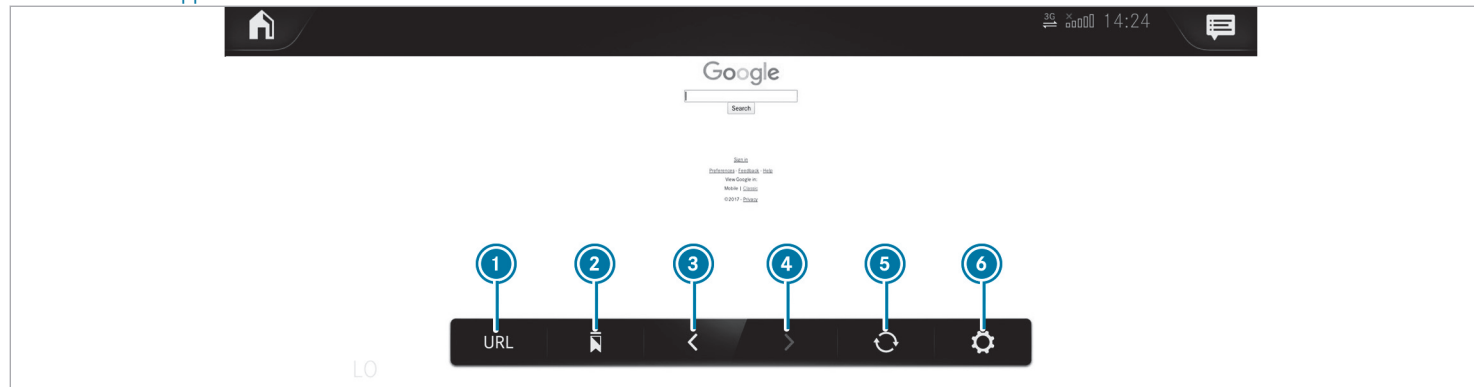 3G 14:24
Google
Search
Sign in
Preferences - Feedback - Help
View Google in:
Mobile | Classic
©2017 - Privacy
1 2 3 4 5 6
URL
LO